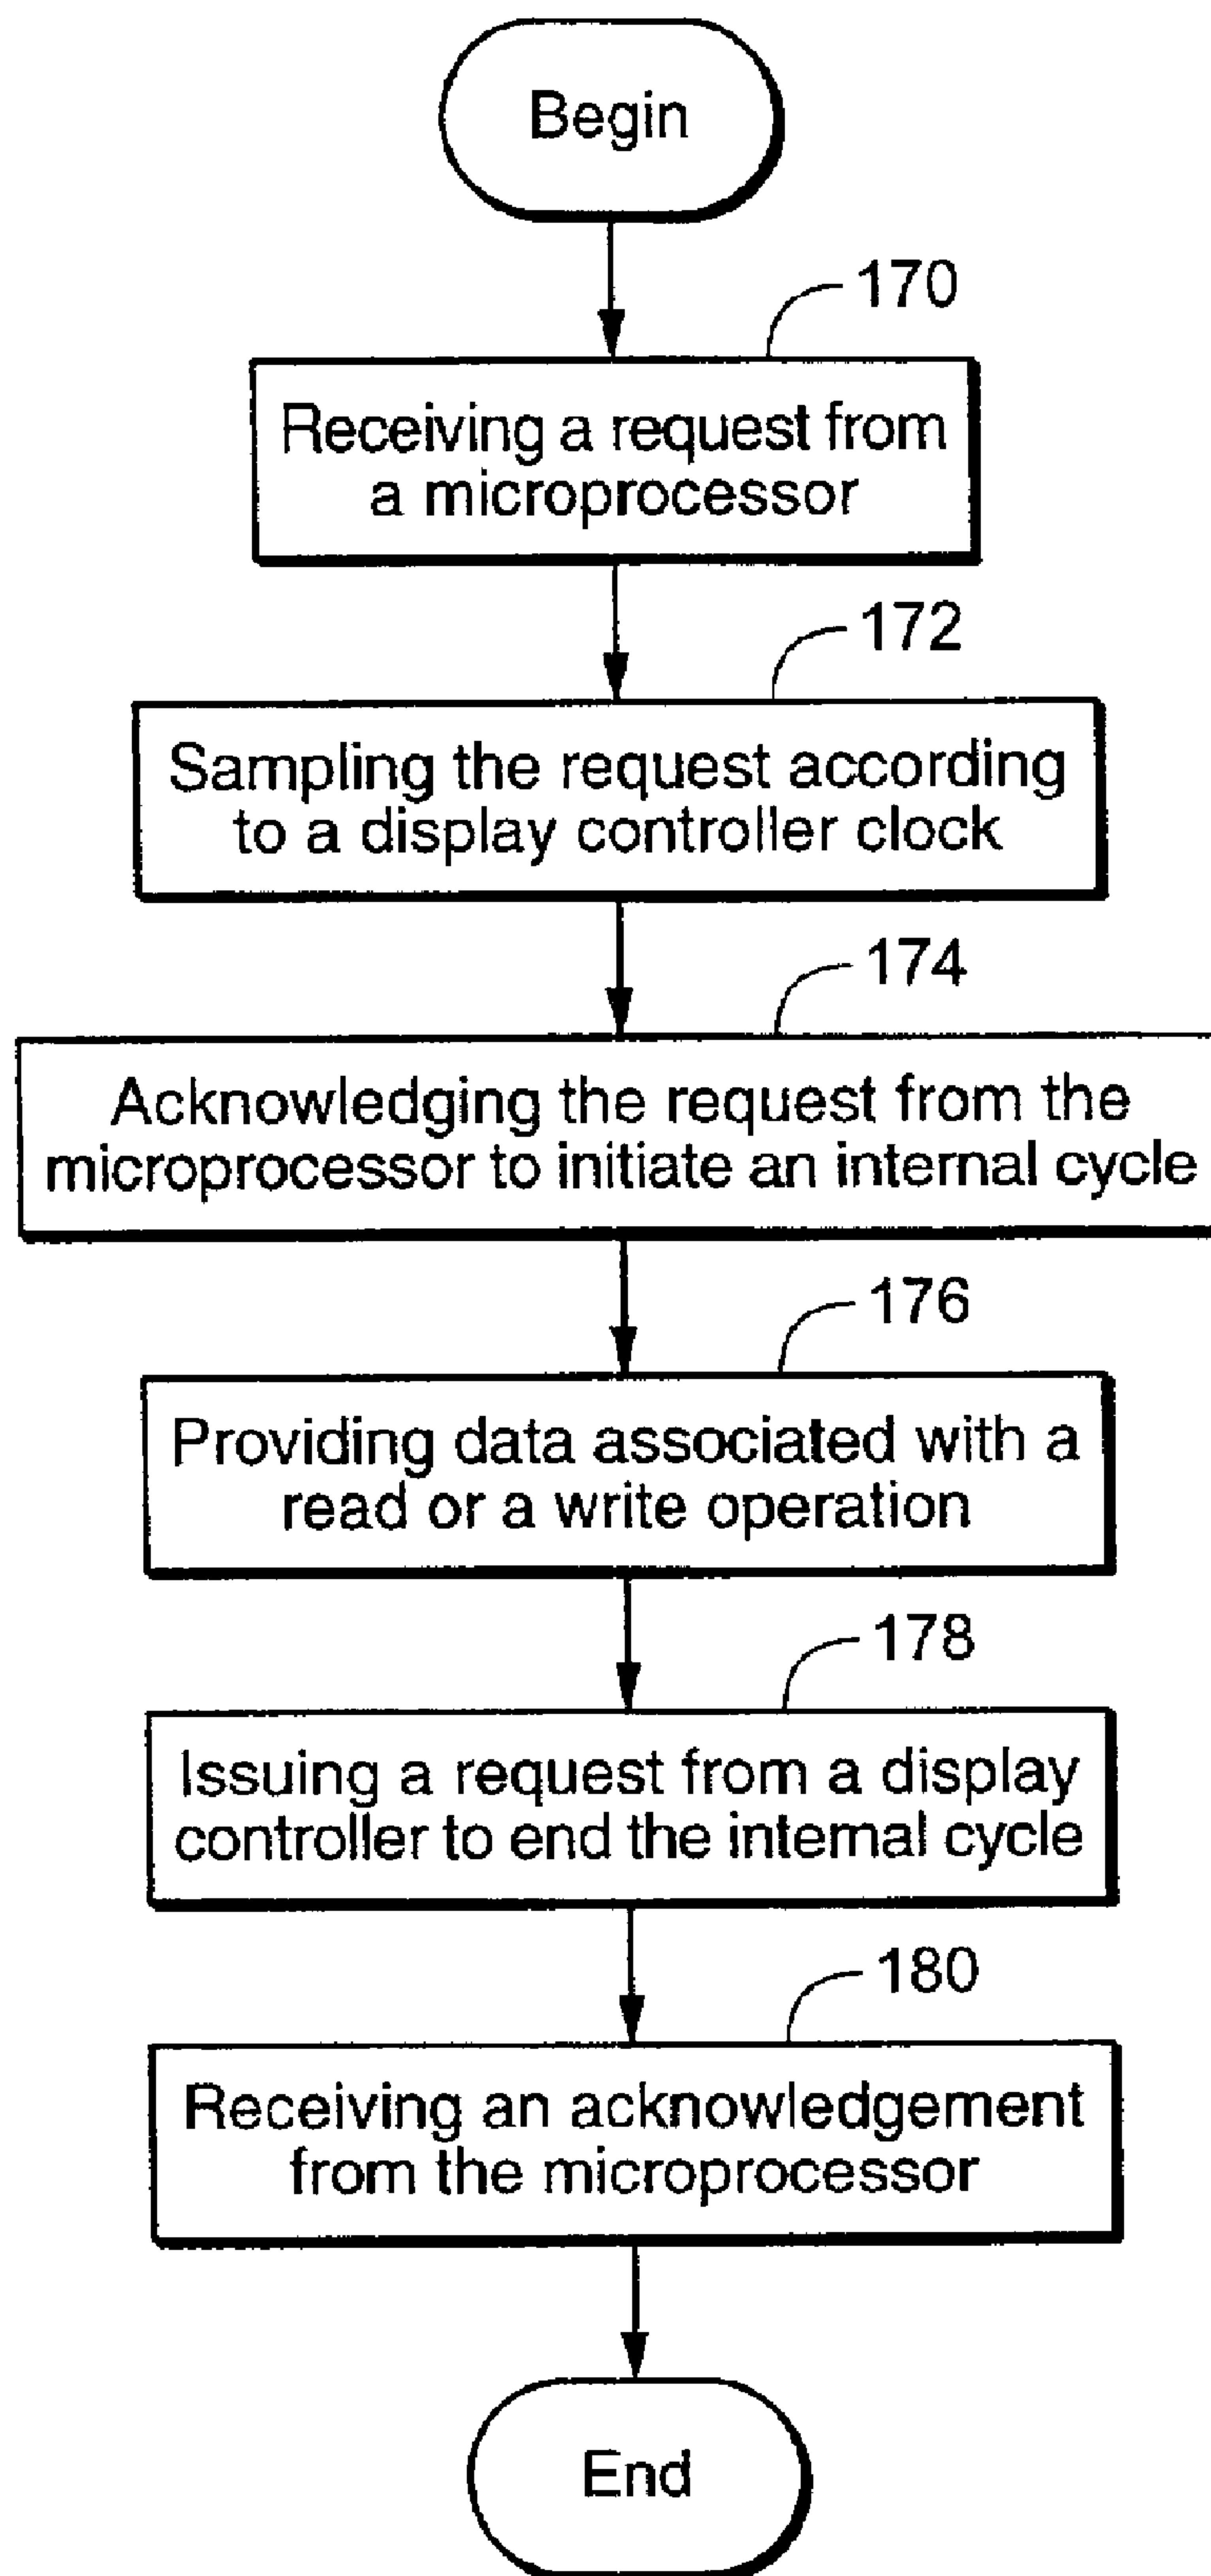 Begin
170
Receiving a request from
a microprocessor
172
Sampling the request according
to a display controller clock
174
Acknowledging the request from the
microprocessor to initiate an internal cycle
176
Providing data associated with a
read or a write operation
178
Issuing a request from a display
controller to end the internal cycle
180
Receiving an acknowledgement
from the microprocessor
End